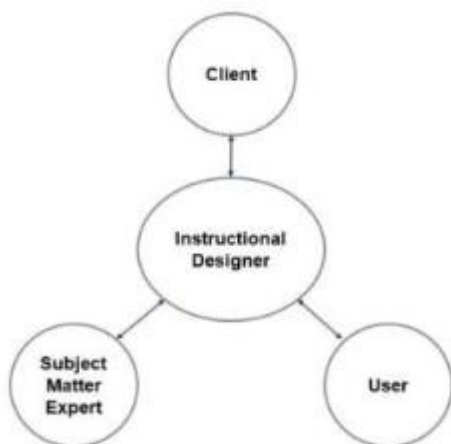 Client
Instructional
Designer
Subject
Matter
Expert
User